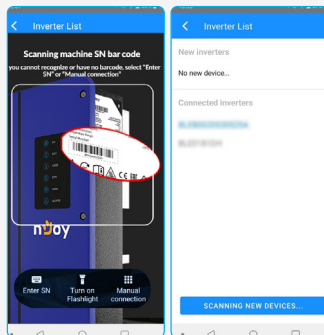 Inverter List
Scanning machine SN bar code
you cannot recognize or have no barcode, select "Enter
SN" or "Manual connection"
nJoy
Enter SN
Turn on
Flashlight
Manual
connection
Inverter List
New inverters
No new device...
Connected inverters
SCANNING NEW DEVICES...